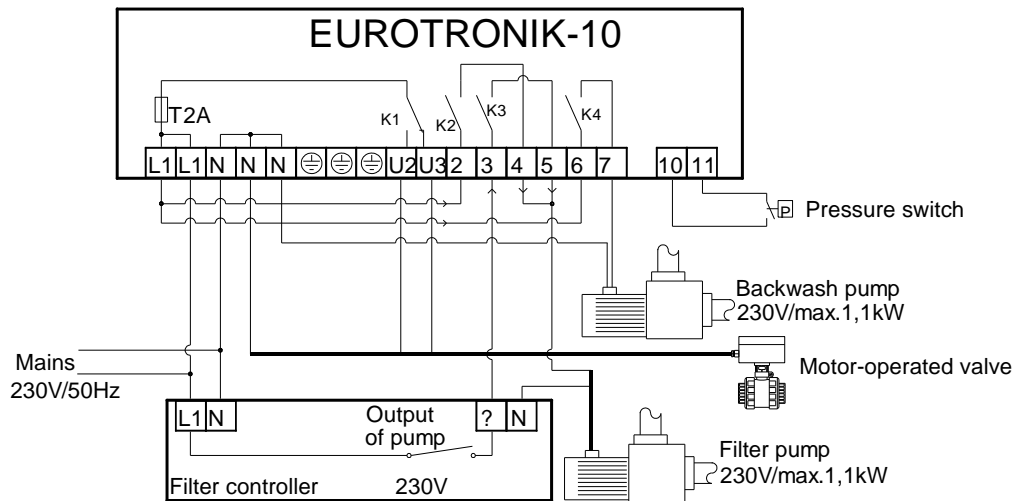 EUROTRONIK-10
T2A
K1
K2
K3
K4
L1 L1 N N N U2 U3 2 3 4 5 6 7 10 11
P Pressure switch
Backwash pump
230V/max.1,1kW
Mains
230V/50Hz
Motor-operated valve
L1 N
Output
of pump
? N
Filter controller 230V
Filter pump
230V/max.1,1kW